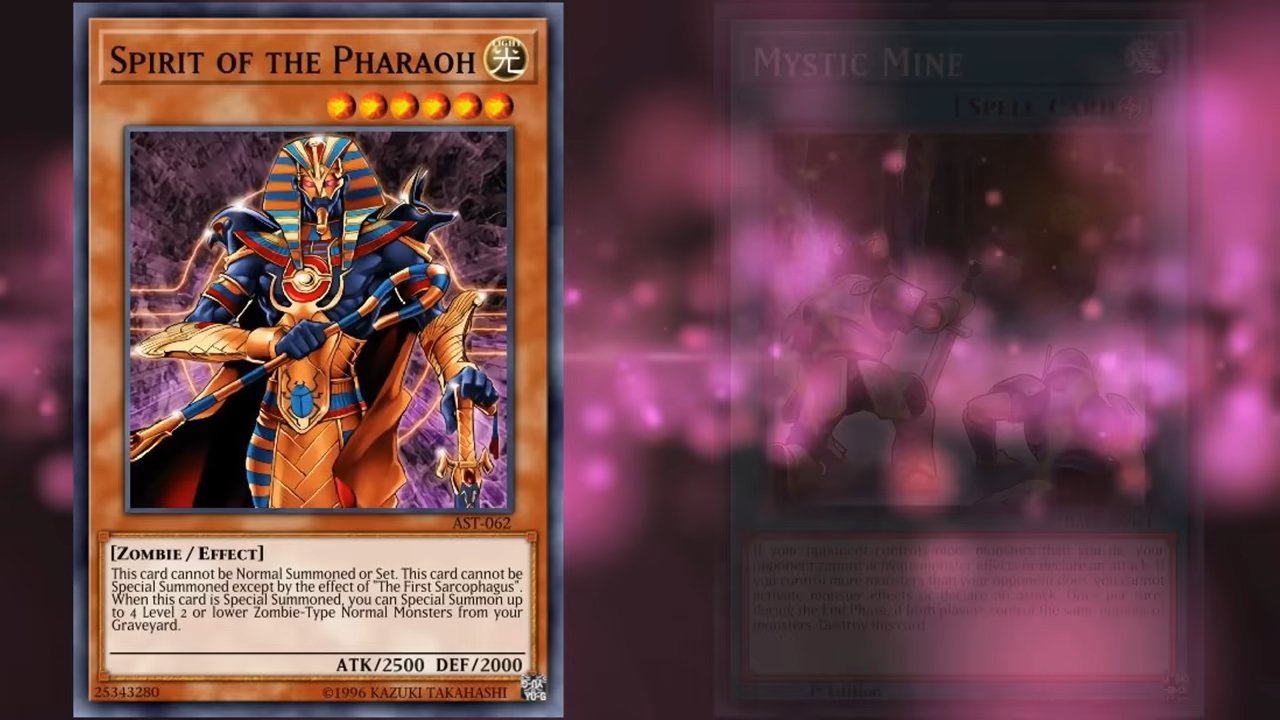 SPIRIT OF THE PHARAOH
LIGHT
光
AST-062
[ZOMBIE / EFFECT]
This card cannot be Normal Summoned or Set. This card cannot be
Special Summoned except by the effect of "The First Sarcophagus".
When this card is Special Summoned, you can Special Summon up
to 4 Level 2 or lower Zombie-Type Normal Monsters from your
Graveyard.
ATK/2500 DEF/2000
25343280
©1996 KAZUKI TAKAHASHI
MYSTIC MINE
[SPELL CARD
If your opponent controls more monsters than you do, your
opponent cannot activate monster effects or declare an attack. If
you control more monsters than your opponent does, you cannot
activate monster effects or declare an attack. Once per turn,
during the End Phase, if both players control the same number of
monsters: Destroy this card.
1st Edition